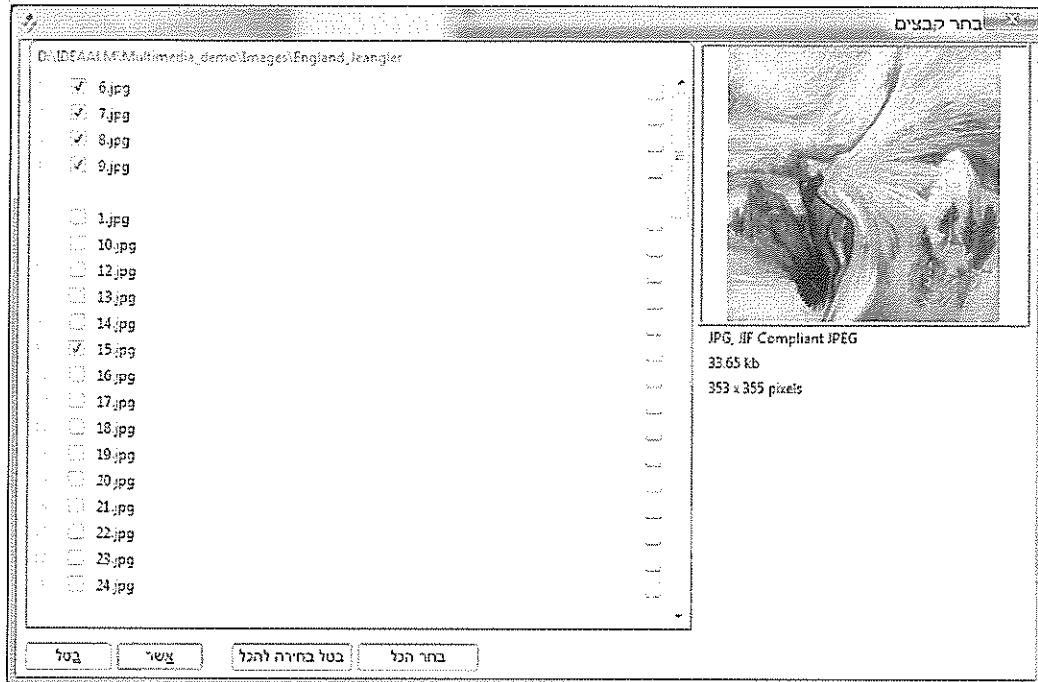 בחר קבצים
D:\IDEAALM\Multimedia_demo\Images\England_Jeangler
6.jpg
7.jpg
8.jpg
9.jpg
1.jpg
10.jpg
12.jpg
13.jpg
14.jpg
15.jpg
16.jpg
17.jpg
18.jpg
19.jpg
20.jpg
21.jpg
22.jpg
23.jpg
24.jpg
JPG, JIF Compliant JPEG
33.65 kb
353 x 355 pixels
בחר הכל
בטל בחירה להכל
אשר
בטל